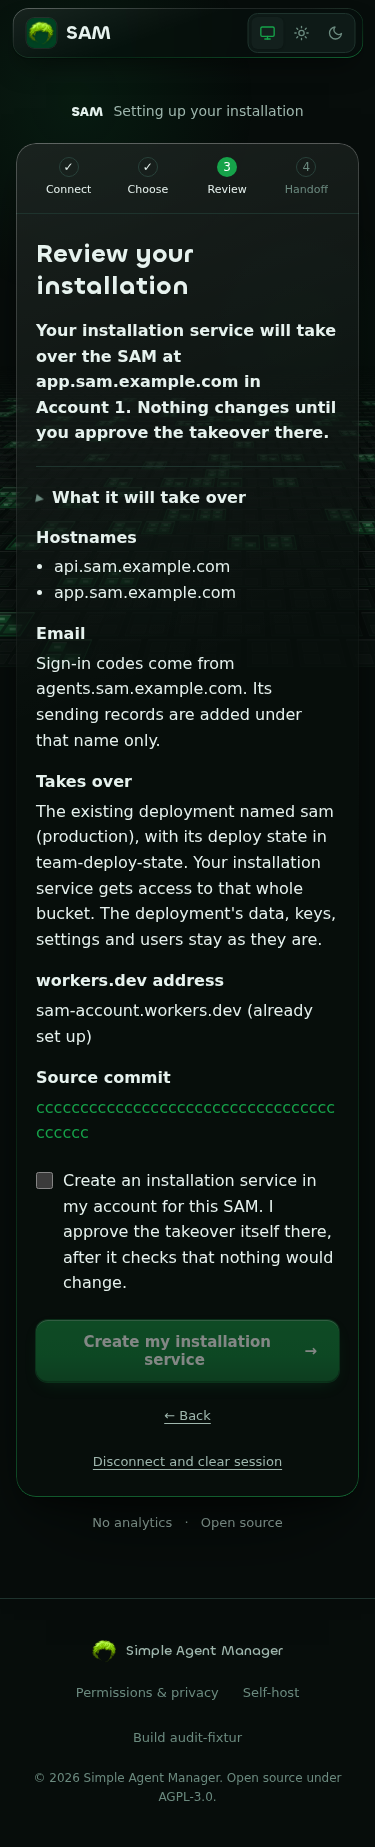 SAM
SAM Setting up your installation
✓ ✓ 3 4
Connect Choose Review Handoff
Review your
installation
Your installation service will take
over the SAM at
app.sam.example.com in
Account 1. Nothing changes until
you approve the takeover there.
What it will take over
Hostnames
• api.sam.example.com
• app.sam.example.com
Email
Sign-in codes come from
agents.sam.example.com. Its
sending records are added under
that name only.
Takes over
The existing deployment named sam
(production), with its deploy state in
team-deploy-state. Your installation
service gets access to that whole
bucket. The deployment's data, keys,
settings and users stay as they are.
workers.dev address
sam-account.workers.dev (already
set up)
Source commit
cccccccccccccccccccccccccccccccccc
cccccc
Create an installation service in
my account for this SAM. I
approve the takeover itself there,
after it checks that nothing would
change.
Create my installation
service →
← Back
Disconnect and clear session
No analytics · Open source
Simple Agent Manager
Permissions & privacy Self-host
Build audit-fixtur
© 2026 Simple Agent Manager. Open source under
AGPL-3.0.